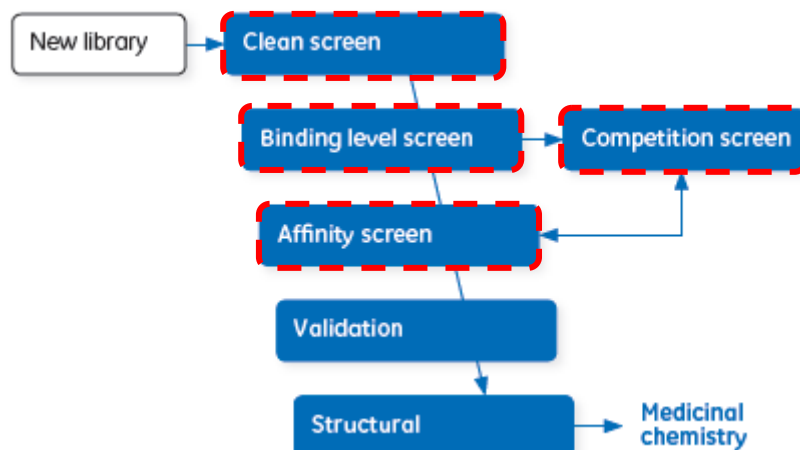 New library
Clean screen
Binding level screen
Competition screen
Affinity screen
Validation
Structural
Medicinal
chemistry